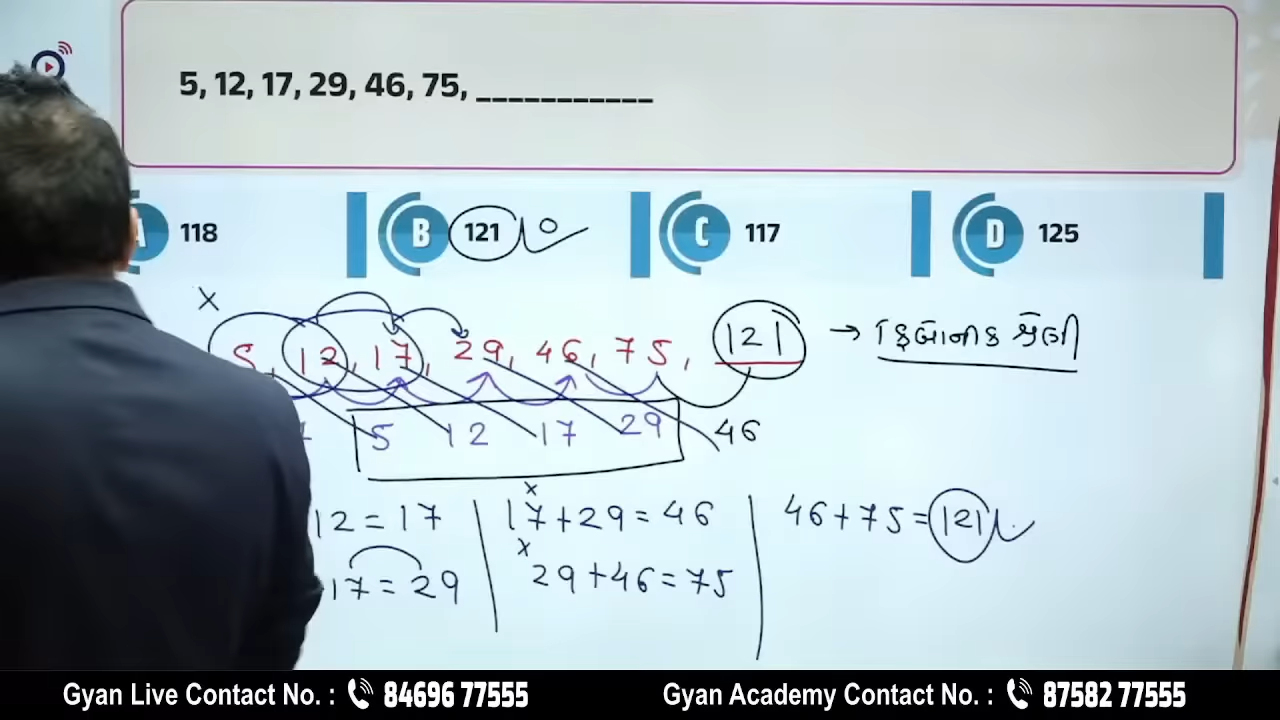 5, 12, 17, 29, 46, 75, ___________
A 118
B 121
C 117
D 125
5, 12, 17, 29, 46, 75, 121 → ફિબોનાક શ્રેણી
5 12 17 29 46
12 = 17
17 = 29
17 + 29 = 46
29 + 46 = 75
46 + 75 = 121
Gyan Live Contact No. : 84696 77555
Gyan Academy Contact No. : 87582 77555